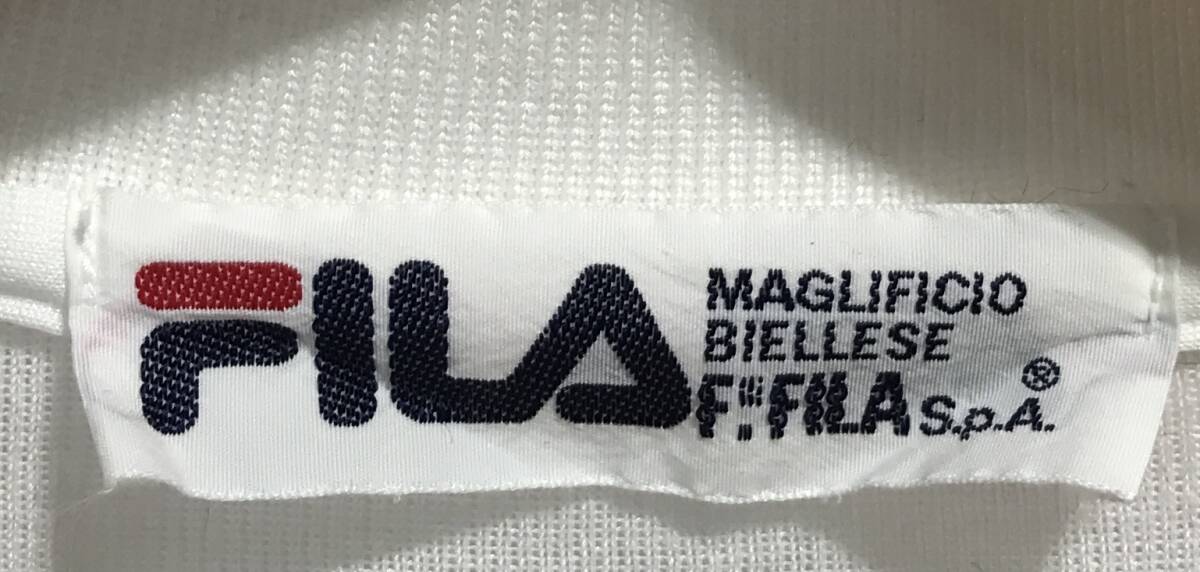 FILA
MAGLIFICIO
BIELLESE
F.lli FILA S.p.A.®